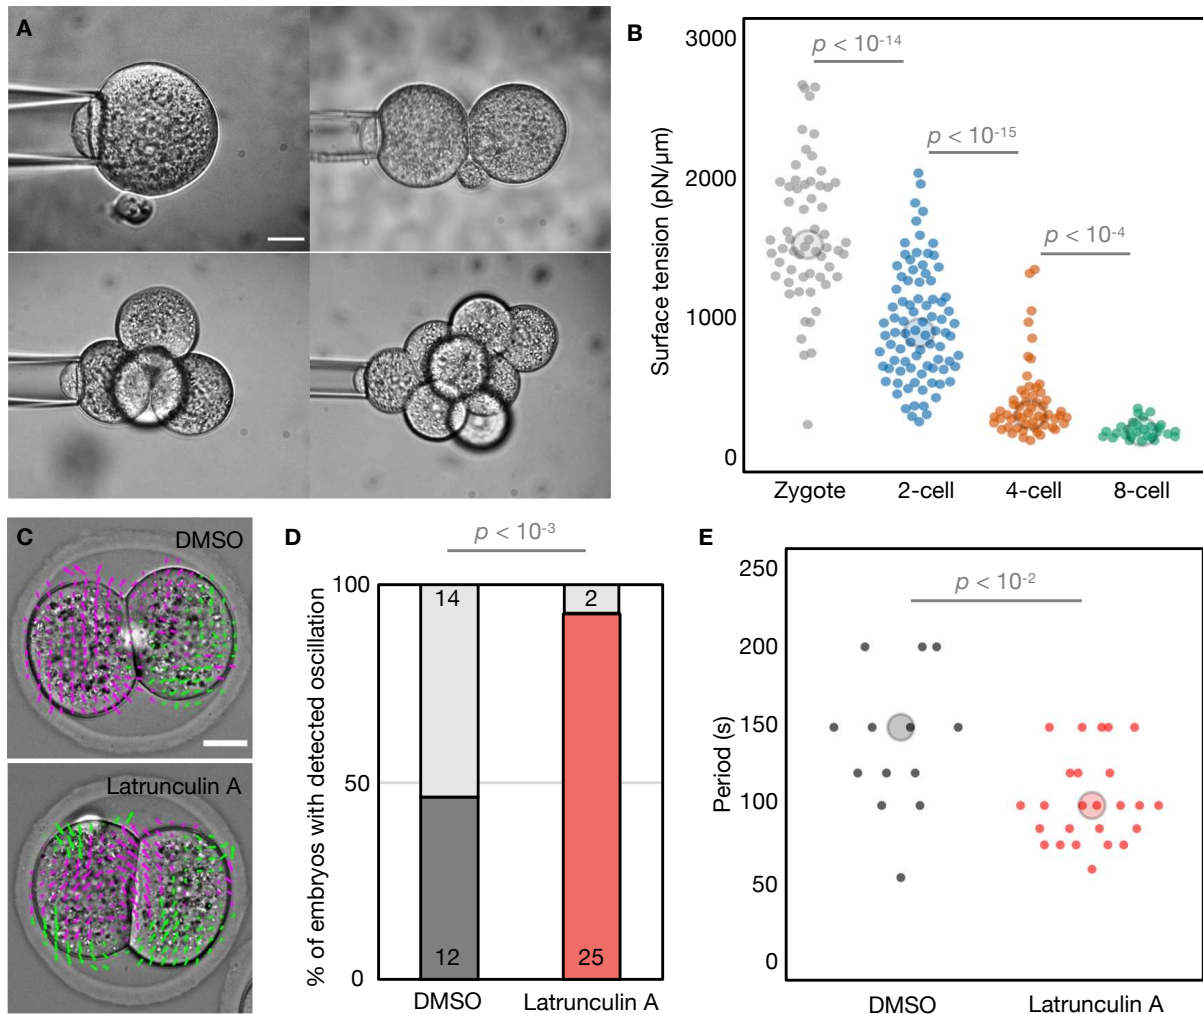 A
B
3000
2000
1000
0
Surface tension (pN/µm)
p < 10⁻¹⁴
p < 10⁻¹⁵
p < 10⁻⁴
Zygote 2-cell 4-cell 8-cell
C
DMSO
Latrunculin A
D
p < 10⁻³
100
50
0
% of embryos with detected oscillation
14
2
12
25
DMSO Latrunculin A
E
250
200
150
100
50
0
Period (s)
p < 10⁻²
DMSO Latrunculin A